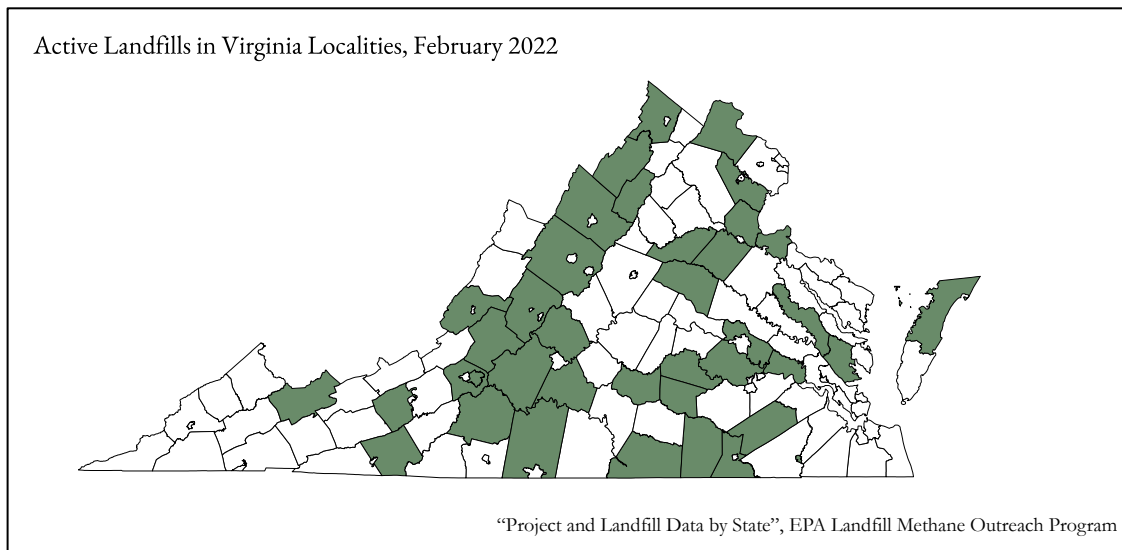 Active Landfills in Virginia Localities, February 2022
“Project and Landfill Data by State”, EPA Landfill Methane Outreach Program